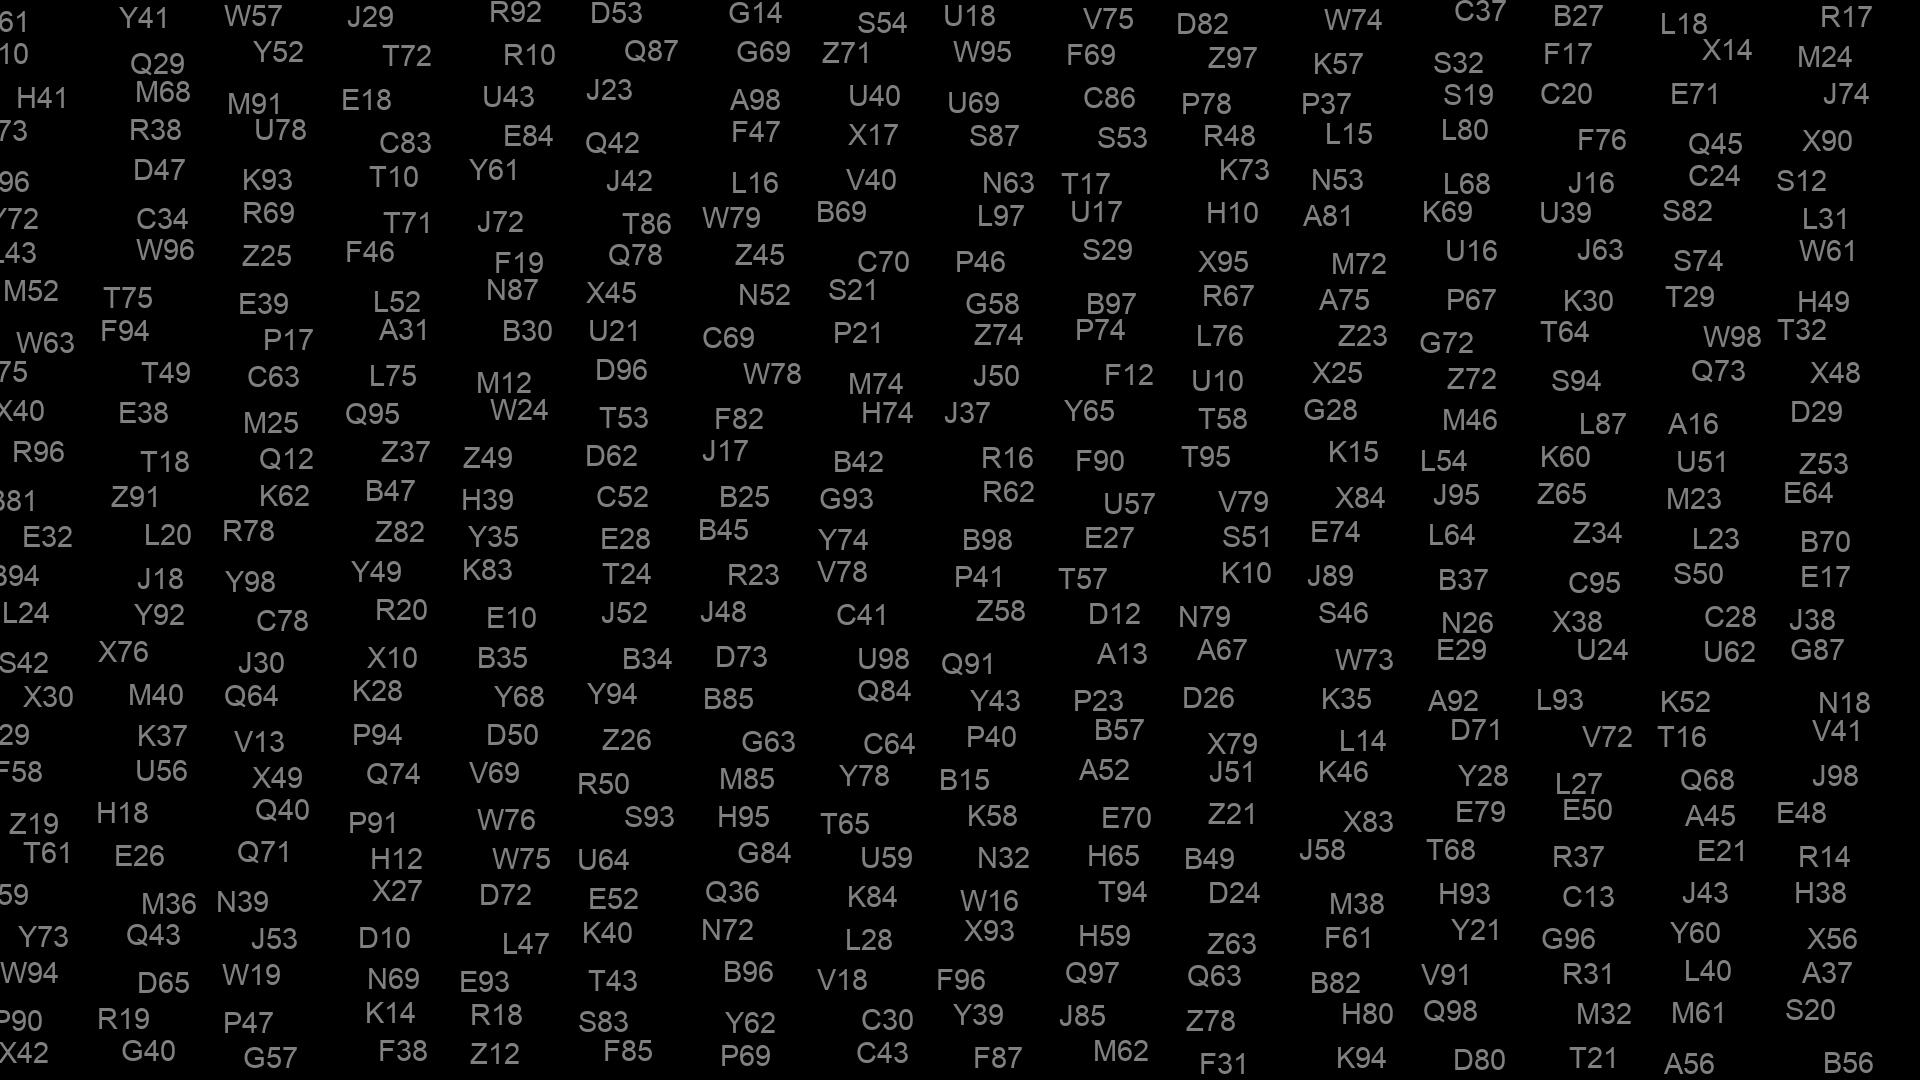 61 Y41 W57 J29 R92 D53 G14 S54 U18 V75 D82 W74 C37 B27 L18 R17
10 Q29 Y52 T72 R10 Q87 G69 Z71 W95 F69 Z97 K57 S32 F17 X14 M24
H41 M68 M91 E18 U43 J23 A98 U40 U69 C86 P78 P37 S19 C20 E71 J74
73 R38 U78 C83 E84 Q42 F47 X17 S87 S53 R48 L15 L80 F76 Q45 X90
96 D47 K93 T10 Y61 J42 L16 V40 N63 T17 K73 N53 L68 J16 C24 S12
Y72 C34 R69 T71 J72 T86 W79 B69 L97 U17 H10 A81 K69 U39 S82 L31
L43 W96 Z25 F46 F19 Q78 Z45 C70 P46 S29 X95 M72 U16 J63 S74 W61
M52 T75 E39 L52 N87 X45 N52 S21 G58 B97 R67 A75 P67 K30 T29 H49
W63 F94 P17 A31 B30 U21 C69 P21 Z74 P74 L76 Z23 G72 T64 W98 T32
75 T49 C63 L75 M12 D96 W78 M74 J50 F12 U10 X25 Z72 S94 Q73 X48
X40 E38 M25 Q95 W24 T53 F82 H74 J37 Y65 T58 G28 M46 L87 A16 D29
R96 T18 Q12 Z37 Z49 D62 J17 B42 R16 F90 T95 K15 L54 K60 U51 Z53
B81 Z91 K62 B47 H39 C52 B25 G93 R62 U57 V79 X84 J95 Z65 M23 E64
E32 L20 R78 Z82 Y35 E28 B45 Y74 B98 E27 S51 E74 L64 Z34 L23 B70
B94 J18 Y98 Y49 K83 T24 R23 V78 P41 T57 K10 J89 B37 C95 S50 E17
L24 Y92 C78 R20 E10 J52 J48 C41 Z58 D12 N79 S46 N26 X38 C28 J38
S42 X76 J30 X10 B35 B34 D73 U98 Q91 A13 A67 W73 E29 U24 U62 G87
X30 M40 Q64 K28 Y68 Y94 B85 Q84 Y43 P23 D26 K35 A92 L93 K52 N18
29 K37 V13 P94 D50 Z26 G63 C64 P40 B57 X79 L14 D71 V72 T16 V41
F58 U56 X49 Q74 V69 R50 M85 Y78 B15 A52 J51 K46 Y28 L27 Q68 J98
Z19 H18 Q40 P91 W76 S93 H95 T65 K58 E70 Z21 X83 E79 E50 A45 E48
T61 E26 Q71 H12 W75 U64 G84 U59 N32 H65 B49 J58 T68 R37 E21 R14
59 M36 N39 X27 D72 E52 Q36 K84 W16 T94 D24 M38 H93 C13 J43 H38
Y73 Q43 J53 D10 L47 K40 N72 L28 X93 H59 Z63 F61 Y21 G96 Y60 X56
W94 D65 W19 N69 E93 T43 B96 V18 F96 Q97 Q63 B82 V91 R31 L40 A37
P90 R19 P47 K14 R18 S83 Y62 C30 Y39 J85 Z78 H80 Q98 M32 M61 S20
X42 G40 G57 F38 Z12 F85 P69 C43 F87 M62 F31 K94 D80 T21 A56 B56